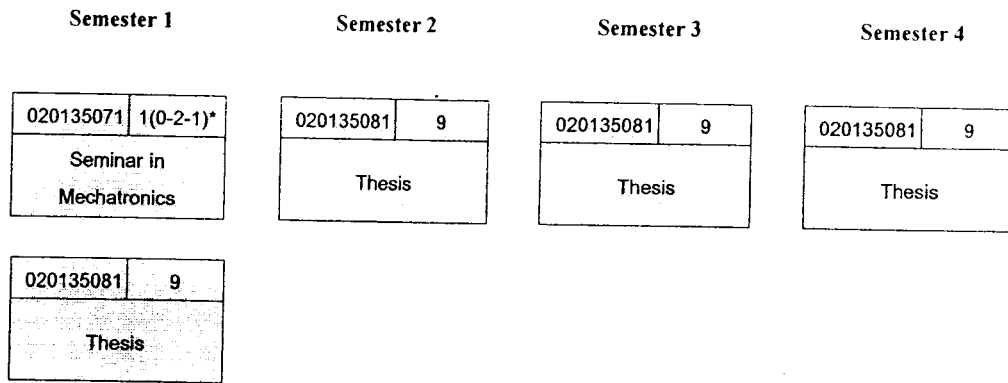 Semester 1 Semester 2 Semester 3 Semester 4
020135071 1(0-2-1)* 020135081 9 020135081 9 020135081 9
Seminar in
Mechatronics
Thesis Thesis Thesis
020135081 9
Thesis